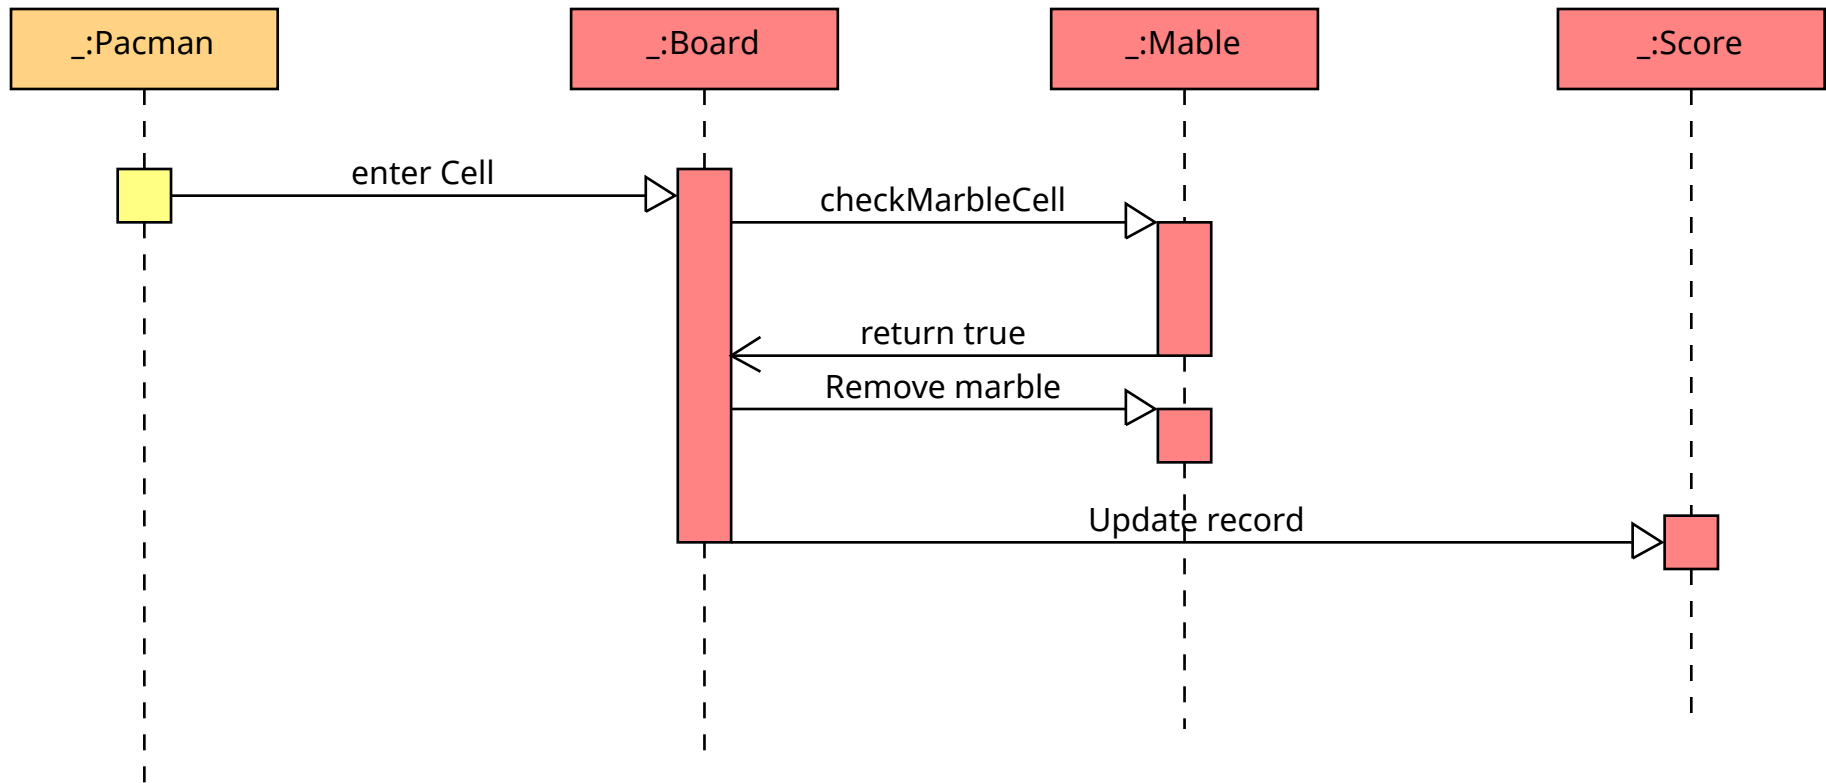 _:Pacman
_:Board
_:Mable
_:Score
enter Cell
checkMarbleCell
return true
Remove marble
Update record